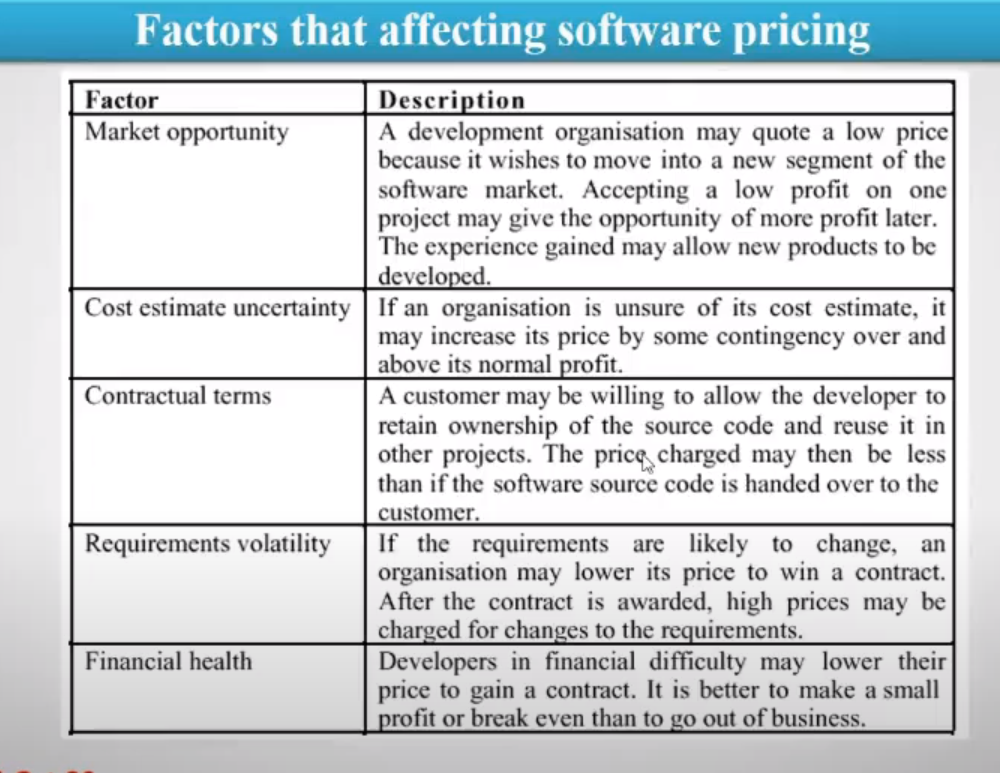 Factors that affecting software pricing
Factor Description
Market opportunity A development organisation may quote a low price
because it wishes to move into a new segment of the
software market. Accepting a low profit on one
project may give the opportunity of more profit later.
The experience gained may allow new products to be
developed.
Cost estimate uncertainty If an organisation is unsure of its cost estimate, it
may increase its price by some contingency over and
above its normal profit.
Contractual terms A customer may be willing to allow the developer to
retain ownership of the source code and reuse it in
other projects. The price charged may then be less
than if the software source code is handed over to the
customer.
Requirements volatility If the requirements are likely to change, an
organisation may lower its price to win a contract.
After the contract is awarded, high prices may be
charged for changes to the requirements.
Financial health Developers in financial difficulty may lower their
price to gain a contract. It is better to make a small
profit or break even than to go out of business.